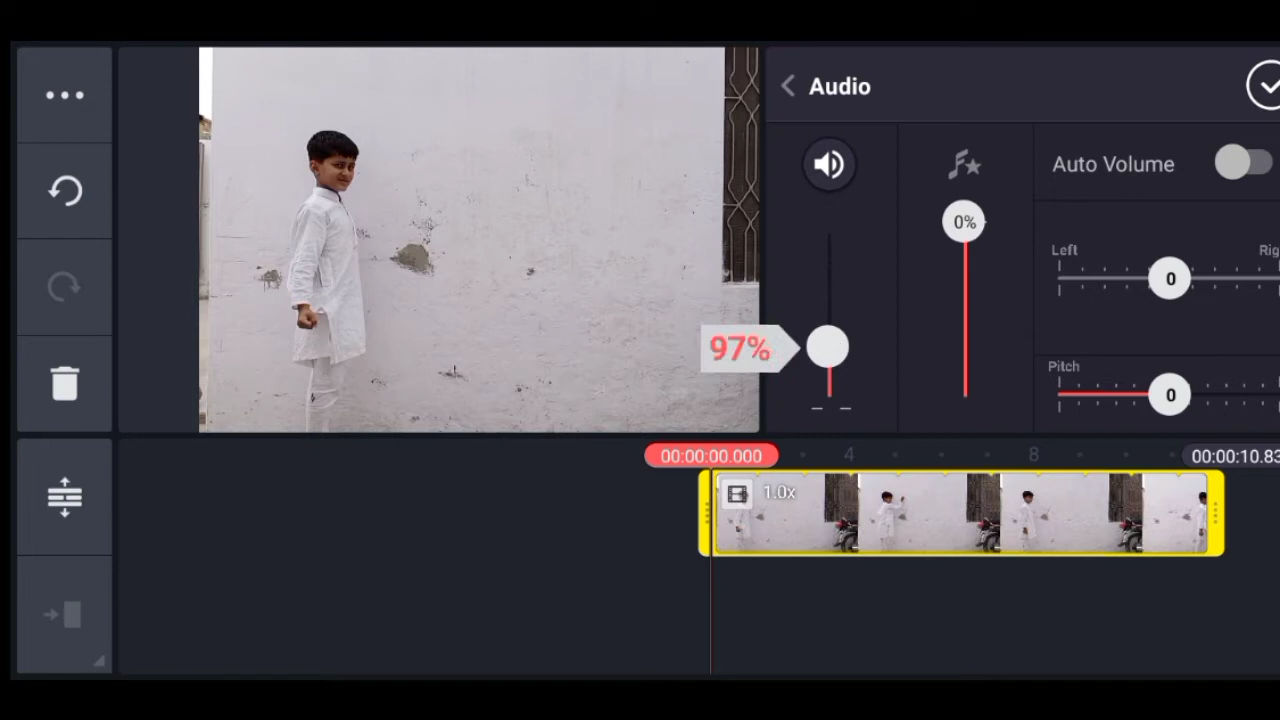 Audio
Auto Volume
0%
Left
Rig
0
97%
Pitch
0
00:00:00.000
4
8
00:00:10.83
1.0x